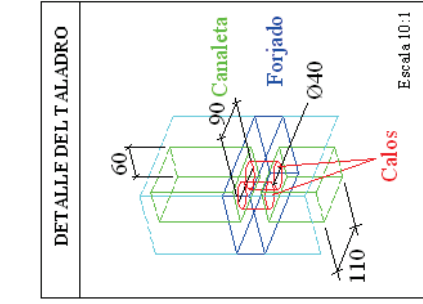 DETALLE DEL TALADRO
60
90
Canaleta
Forjado
Ø40
Calos
110
Escala 10:1